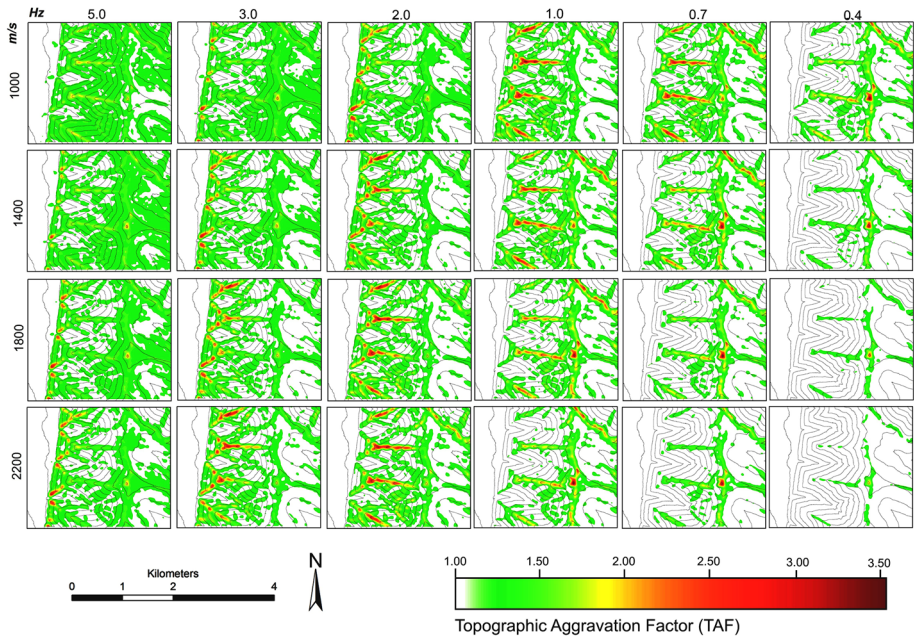 Hz 5.0 3.0 2.0 1.0 0.7 0.4
m/s
1000
1400
1800
2200
N
Kilometers
0 1 2 4
1.00 1.50 2.00 2.50 3.00 3.50
Topographic Aggravation Factor (TAF)